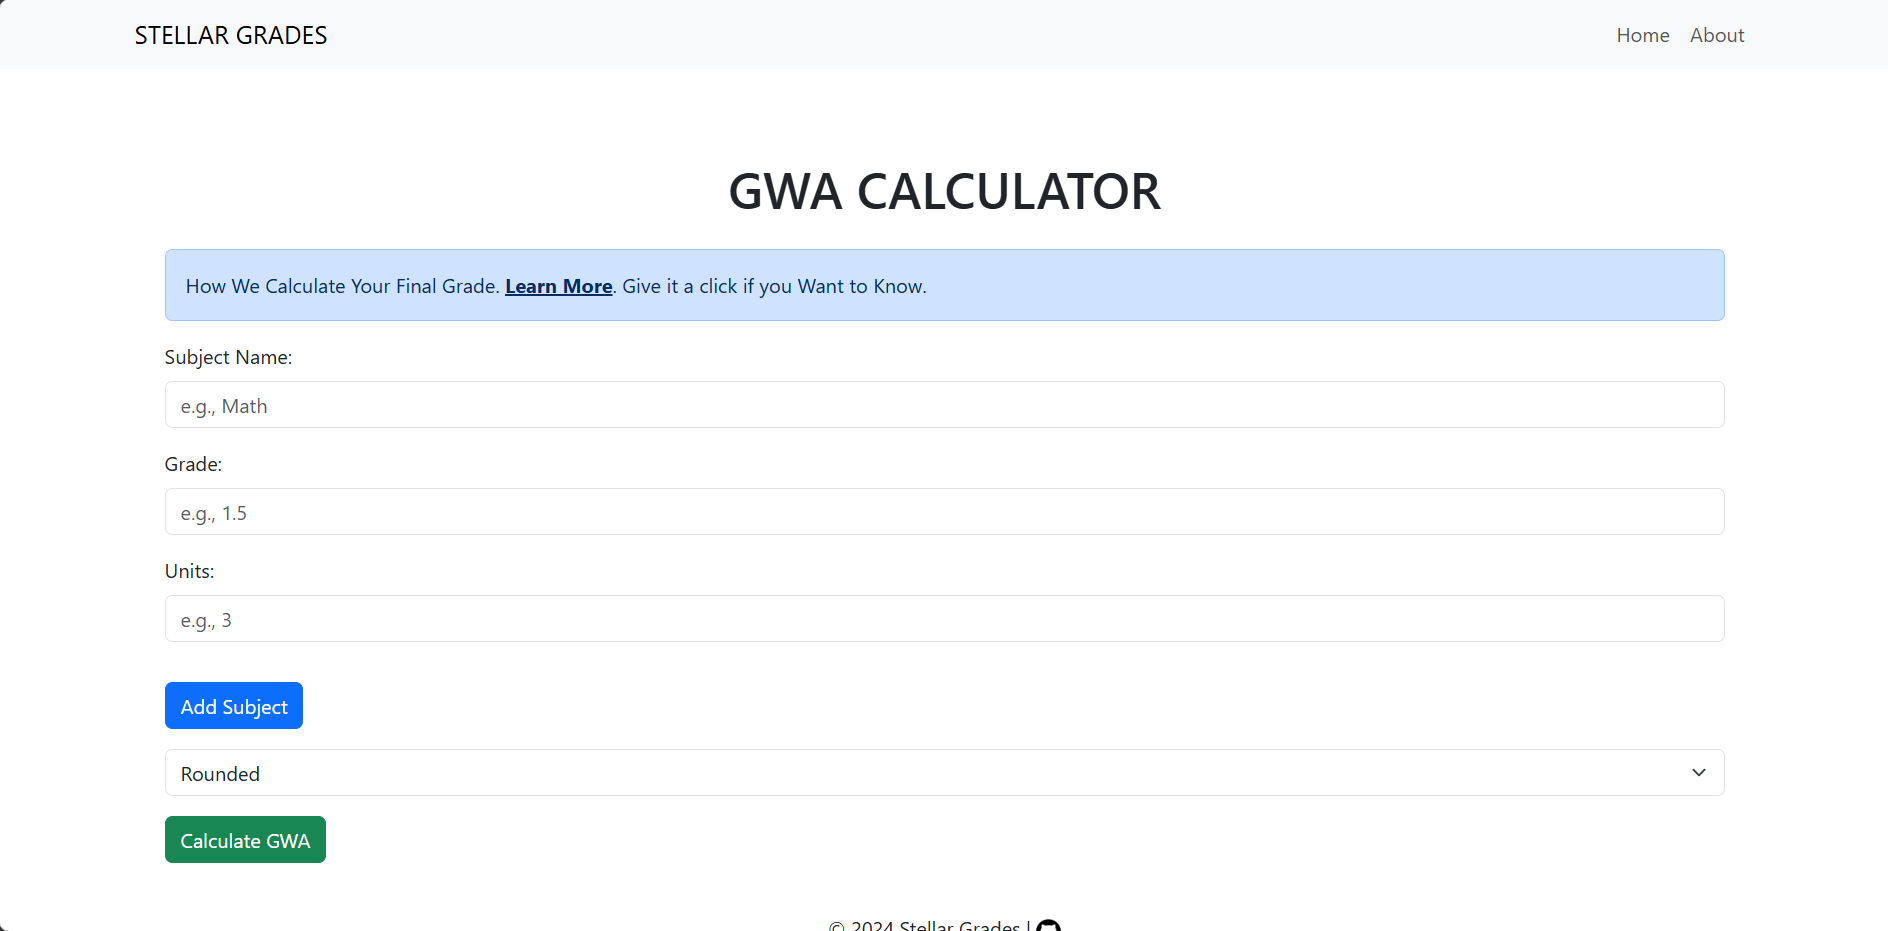 STELLAR GRADES
Home About
GWA CALCULATOR
How We Calculate Your Final Grade. Learn More. Give it a click if you Want to Know.
Subject Name:
e.g., Math
Grade:
e.g., 1.5
Units:
e.g., 3
Add Subject
Rounded
Calculate GWA
© 2024 Stellar Grades |